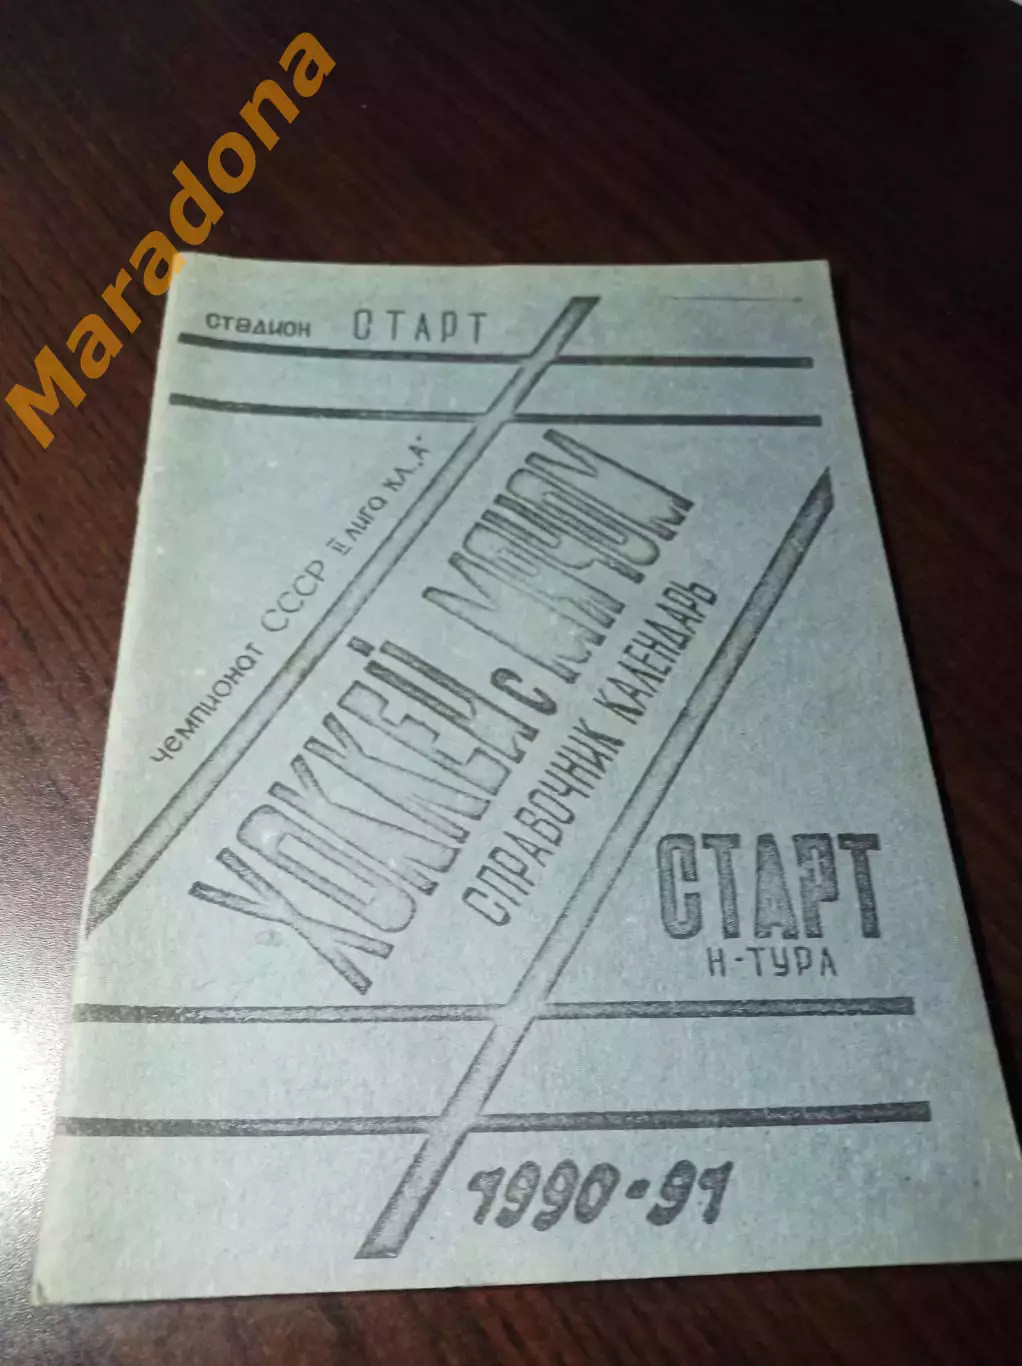 Maradona
стадион СТАРТ
чемпионат СССР II лига кл. „А"
ХОККЕЙ с МЯЧОМ
СПРАВОЧНИК КАЛЕНДАРЬ
СТАРТ
Н-ТУРА
1990-91